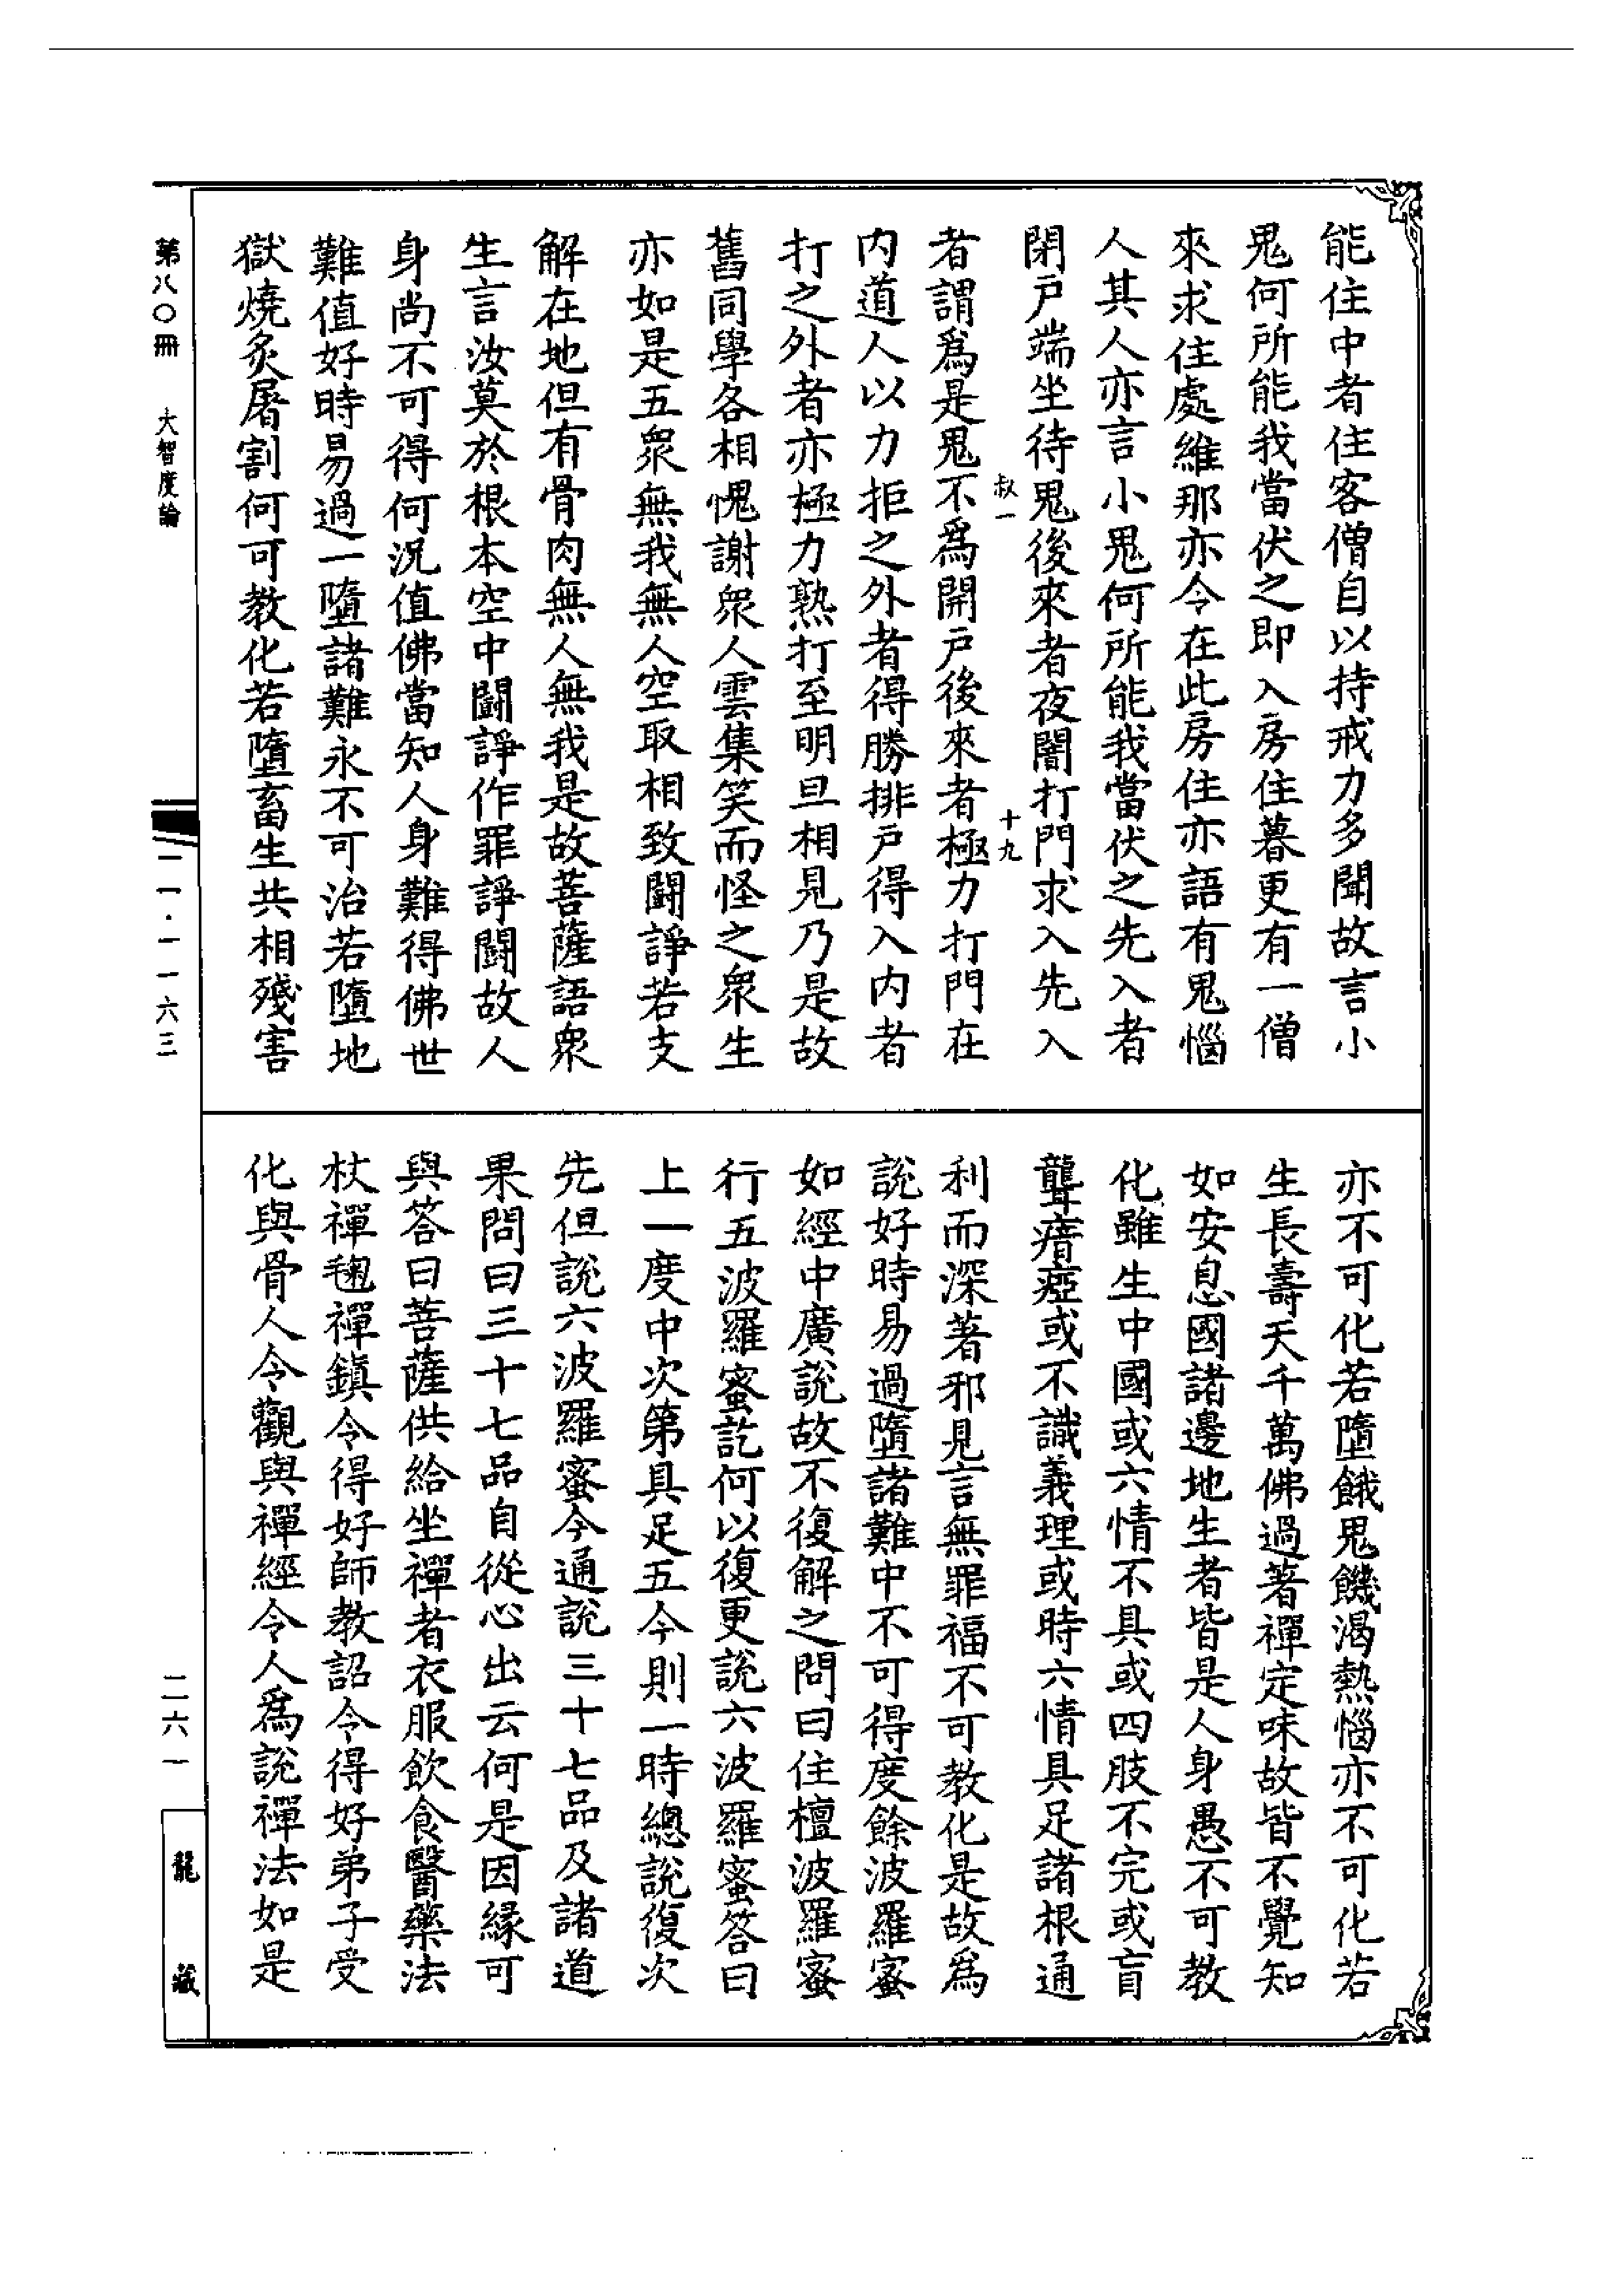 能住中者住客僧自以持戒力多聞故言小
鬼何所能我當伏之即入房住暮更有一僧
來求住處維那亦令在此房住亦語有鬼惱
人其人亦言小鬼何所能我當伏之先入者
閉戶端坐待鬼後來者夜闇打門求入先入
叔一
十九
者謂爲是鬼不爲開戶後來者極力打門在
内道人以力拒之外者得勝排戶得入内者
打之外者亦極力熟打至明旦相見乃是故
舊同學各相愧謝衆人雲集笑而怪之衆生
亦如是五衆無我無人空取相致鬪諍若支
解在地但有骨肉無人無我是故菩薩語衆
生言汝莫於根本空中鬪諍作罪諍鬪故人
身尚不可得何況值佛當知人身難得佛世
難值好時易過一墮諸難永不可治若墮地
獄燒炙屠割何可教化若墮畜生共相殘害
亦不可化若墮餓鬼饑渴熱惱亦不可化若
生長壽天千萬佛過著禪定味故皆不覺知
如安息國諸邊地生者皆是人身愚不可教
化雖生中國或六情不具或四肢不完或盲
聾瘖瘂或不識義理或時六情具足諸根通
利而深著邪見言無罪福不可教化是故爲
說好時易過墮諸難中不可得度餘波羅蜜
如經中廣說故不復解之問曰住檀波羅蜜
行五波羅蜜訖何以復更說六波羅蜜答曰
上一度中次第具足五今則一時總說復次
先但說六波羅蜜今通說三十七品及諸道
果問曰三十七品自從心出云何是因緣可
與答曰菩薩供給坐禪者衣服飲食醫藥法
杖禪毱禪鎮令得好師教詔令得好弟子受
化與骨人令觀與禪經令人爲說禪法如是
第八〇冊　大智度論
一一·一一六三
二六一
龍藏